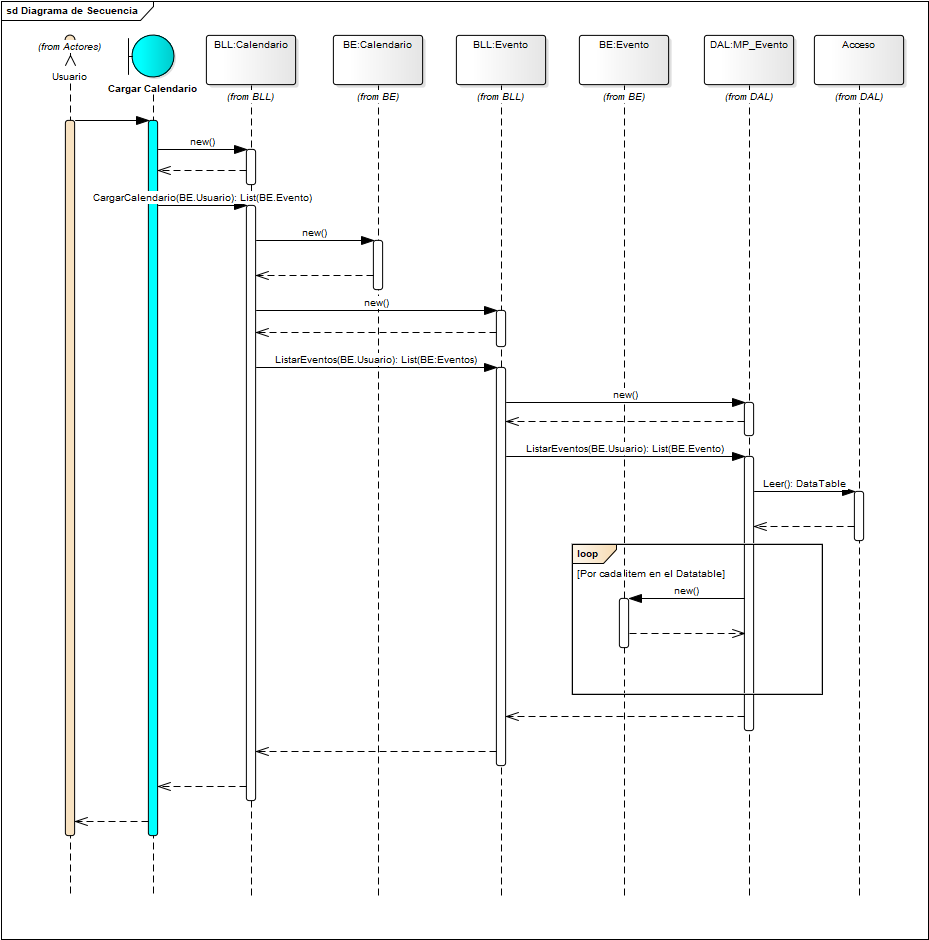 sd Diagrama de Secuencia
(from Actores)
Usuario
Cargar Calendario
BLL:Calendario
(from BLL)
BE:Calendario
(from BE)
BLL:Evento
(from BLL)
BE:Evento
(from BE)
DAL:MP_Evento
(from DAL)
Acceso
(from DAL)
new()
CargarCalendario(BE.Usuario): List(BE.Evento)
new()
new()
ListarEventos(BE.Usuario): List(BE:Eventos)
new()
ListarEventos(BE.Usuario): List(BE.Evento)
Leer(): DataTable
loop
[Por cada item en el Datatable]
new()